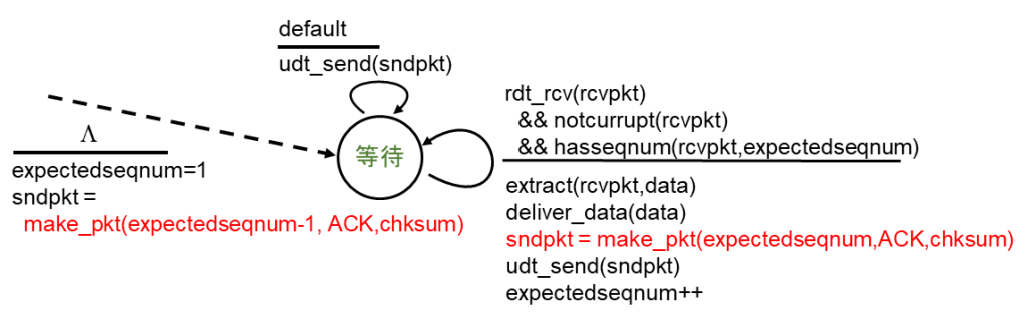 default
udt_send(sndpkt)
Λ
expectedseqnum=1
sndpkt =
make_pkt(expectedseqnum-1, ACK,chksum)
等待
rdt_rcv(rcvpkt)
&& notcurrupt(rcvpkt)
&& hasseqnum(rcvpkt,expectedseqnum)
extract(rcvpkt,data)
deliver_data(data)
sndpkt = make_pkt(expectedseqnum,ACK,chksum)
udt_send(sndpkt)
expectedseqnum++